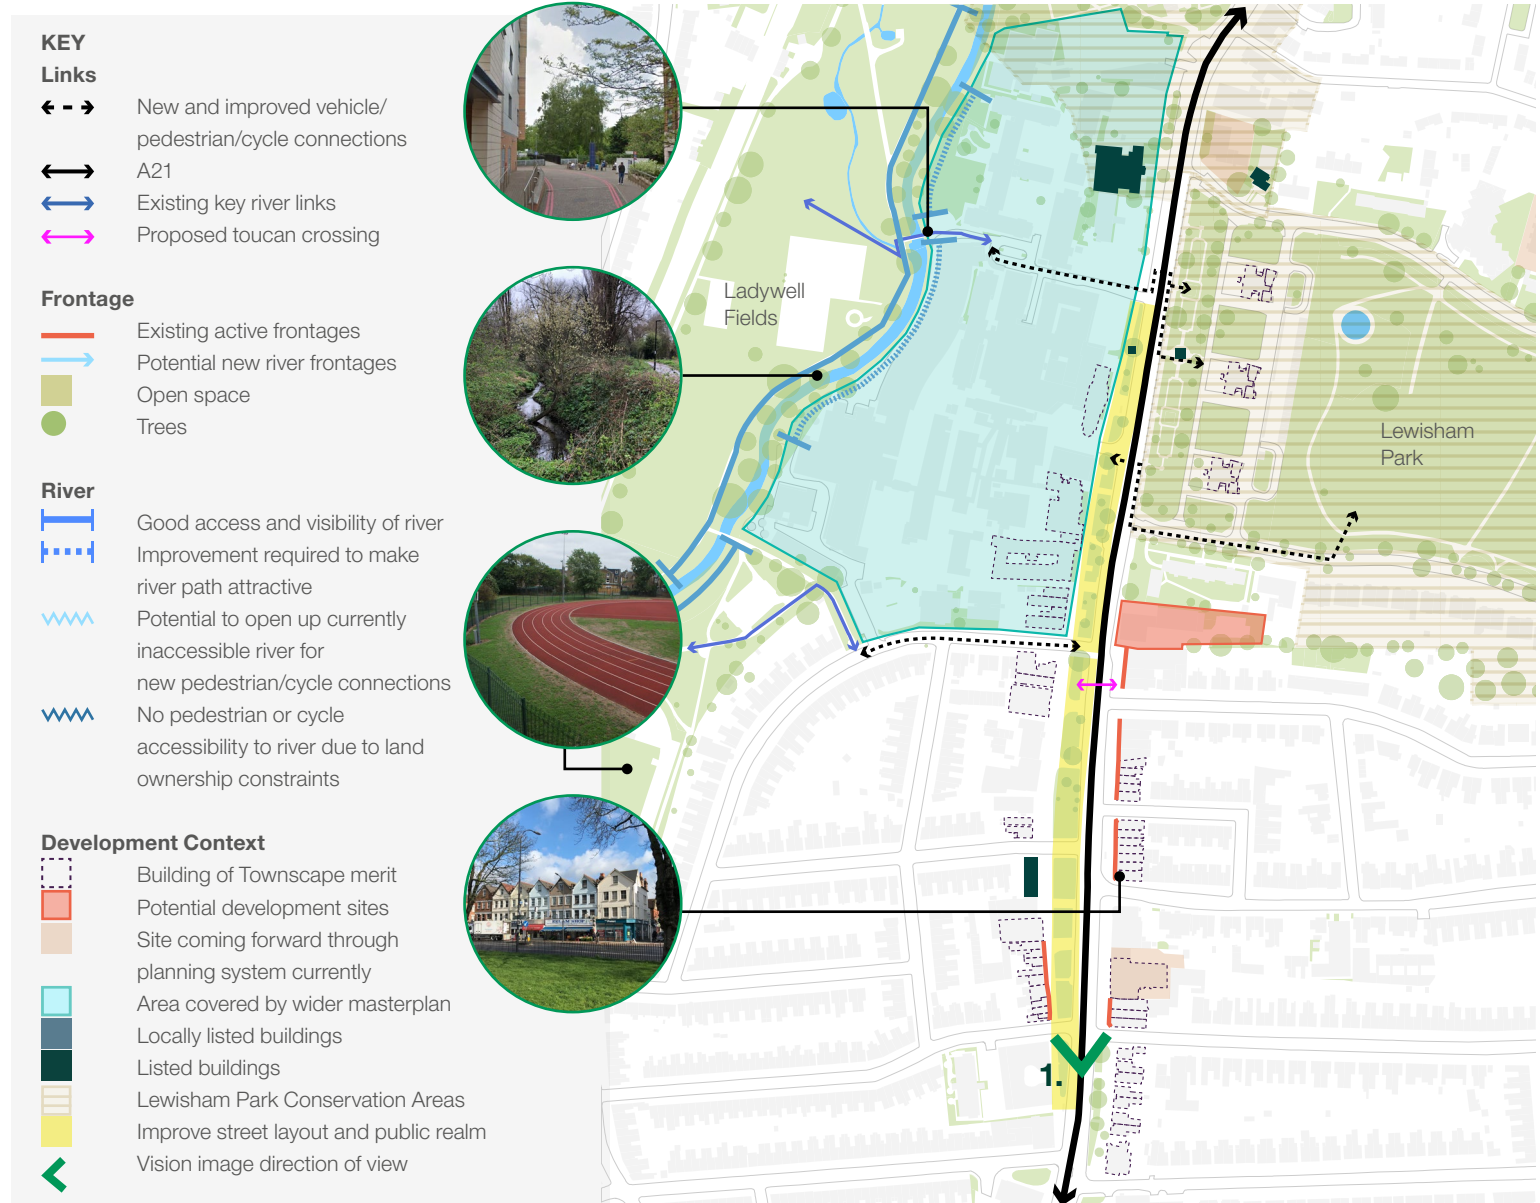 KEY
Links
New and improved vehicle/
pedestrian/cycle connections
A21
Existing key river links
Proposed toucan crossing
Frontage
Existing active frontages
Potential new river frontages
Open space
Trees
River
Good access and visibility of river
Improvement required to make
river path attractive
Potential to open up currently
inaccessible river for
new pedestrian/cycle connections
No pedestrian or cycle
accessibility to river due to land
ownership constraints
Development Context
Building of Townscape merit
Potential development sites
Site coming forward through
planning system currently
Area covered by wider masterplan
Locally listed buildings
Listed buildings
Lewisham Park Conservation Areas
Improve street layout and public realm
Vision image direction of view
Ladywell
Fields
Lewisham
Park
1.